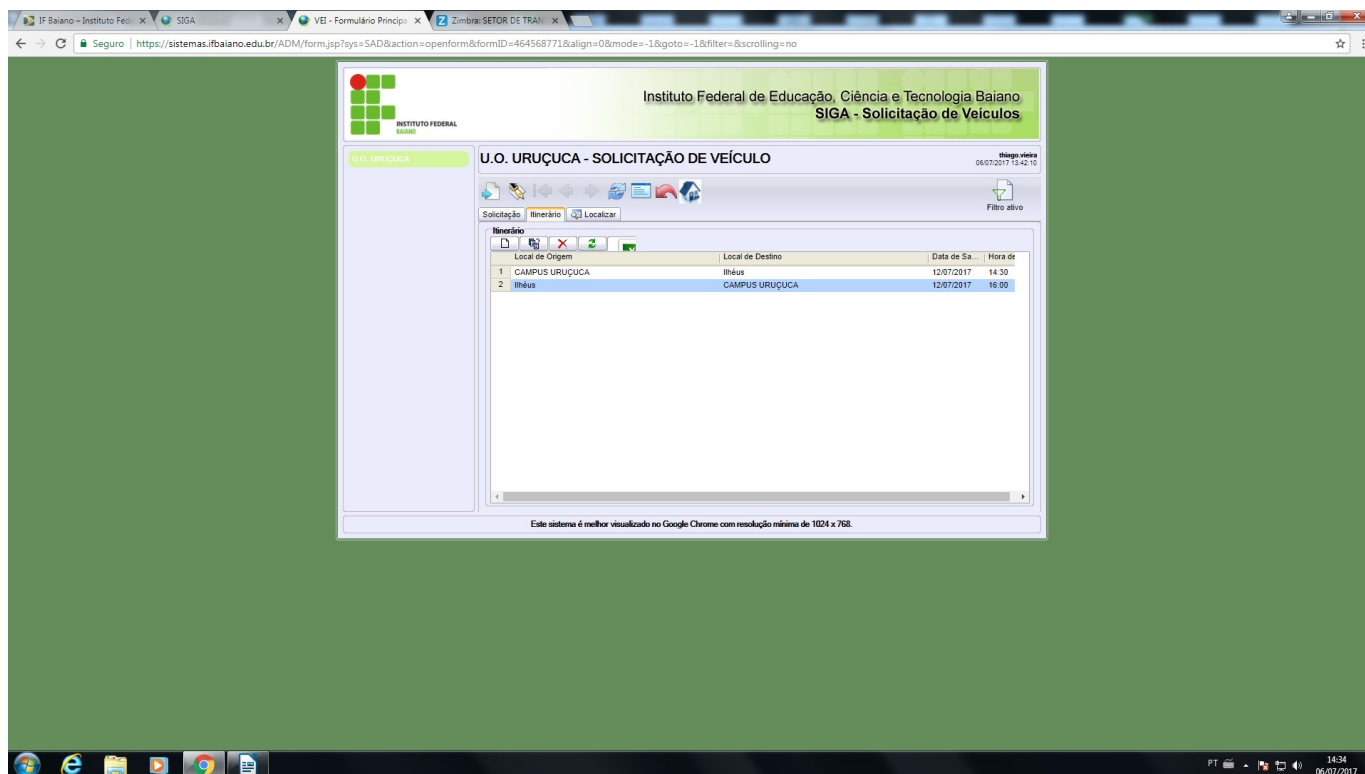 IF Baiano – Instituto Fede
SIGA
VEI - Formulário Principa
Zimbra: SETOR DE TRAN
Seguro https://sistemas.ifbaiano.edu.br/ADM/form.jsp?sys=SAD&action=openform&formID=464568771&align=0&mode=-1&goto=-1&filter=&scrolling=no
Instituto Federal de Educação, Ciência e Tecnologia Baiano
SIGA - Solicitação de Veículos
INSTITUTO FEDERAL
BAIANO
U.O. URUÇUCA
U.O. URUÇUCA - SOLICITAÇÃO DE VEÍCULO
thiago.vieira
06/07/2017 13:42:10
Filtro ativo
Solicitação Itinerário Localizar
Itinerário
Local de Origem Local de Destino Data de Sa... Hora de
1 CAMPUS URUÇUCA Ilhéus 12/07/2017 14:30
2 Ilhéus CAMPUS URUÇUCA 12/07/2017 16:00
Este sistema é melhor visualizado no Google Chrome com resolução mínima de 1024 x 768.
PT
14:34
06/07/2017